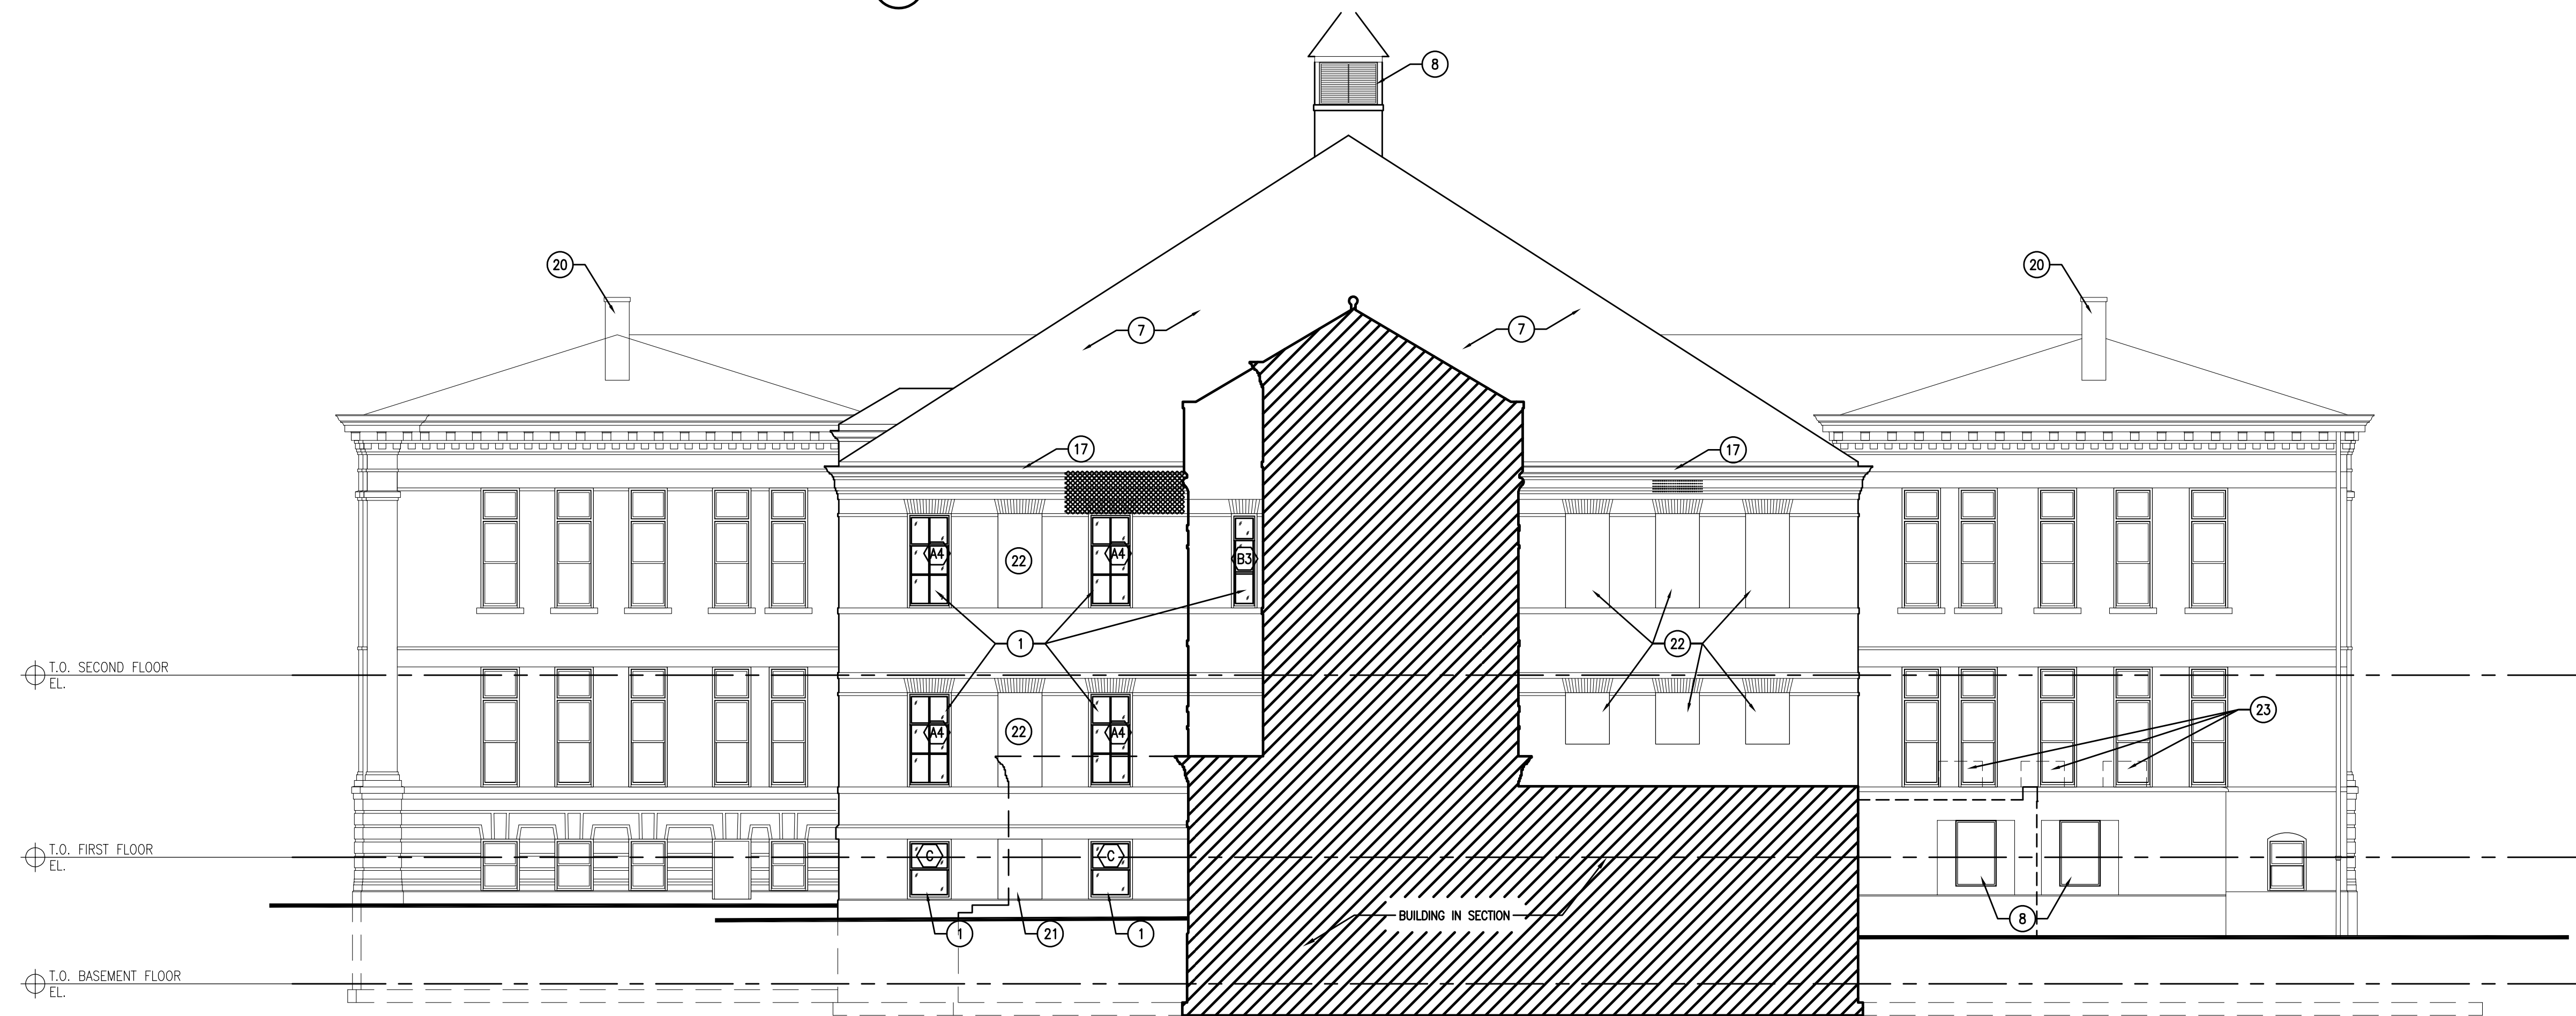 8
20
20
7
7
17
17
A4
22
A4
B3
1
22
T.O. SECOND FLOOR
EL.
23
A4
22
A4
T.O. FIRST FLOOR
EL.
C
C
BUILDING IN SECTION
8
1
21
1
T.O. BASEMENT FLOOR
EL.